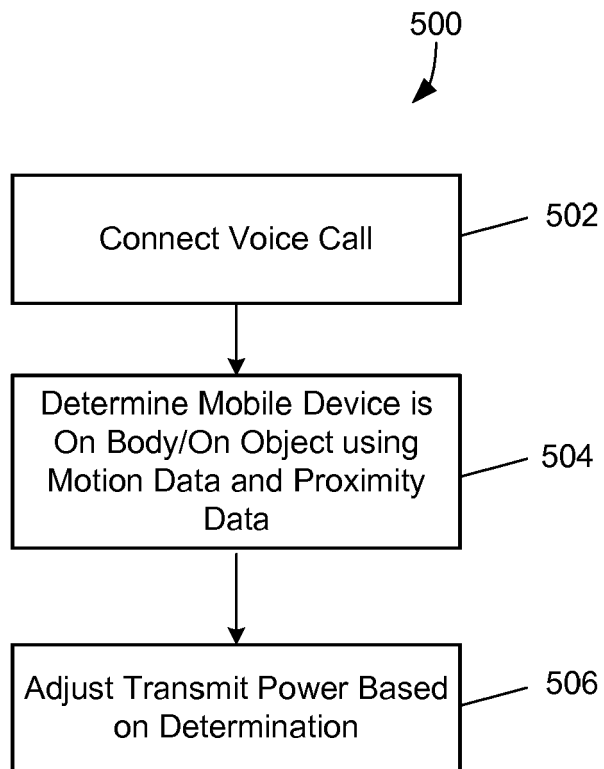 500
Connect Voice Call
502
Determine Mobile Device is
On Body/On Object using
Motion Data and Proximity
Data
504
Adjust Transmit Power Based
on Determination
506